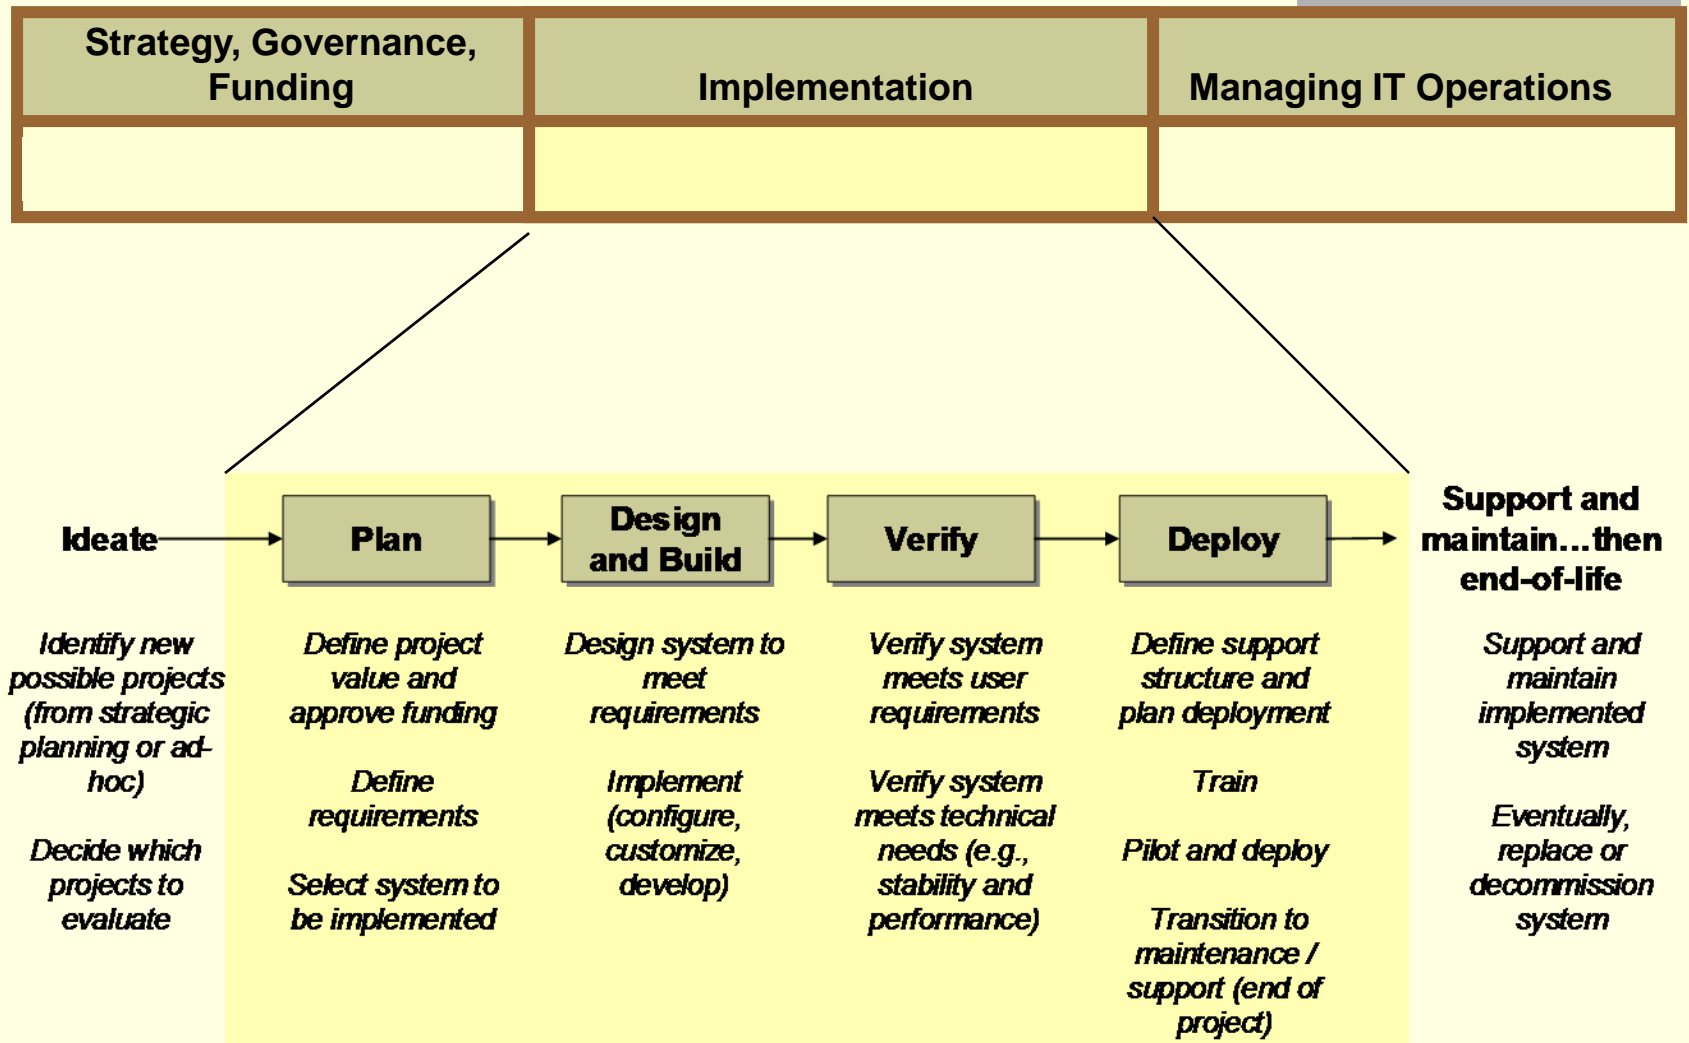 Strategy, Governance,
Funding
Implementation
Managing IT Operations
Ideate
Plan
Design
and Build
Verify
Deploy
Support and
maintain...then
end-of-life
Identify new
possible projects
(from strategic
planning or ad-
hoc)
Decide which
projects to
evaluate
Define project
value and
approve funding
Define
requirements
Select system to
be implemented
Design system to
meet
requirements
Implement
(configure,
customize,
develop)
Verify system
meets user
requirements
Verify system
meets technical
needs (e.g.,
stability and
performance)
Define support
structure and
plan deployment
Train
Pilot and deploy
Transition to
maintenance /
support (end of
project)
Support and
maintain
implemented
system
Eventually,
replace or
decommission
system